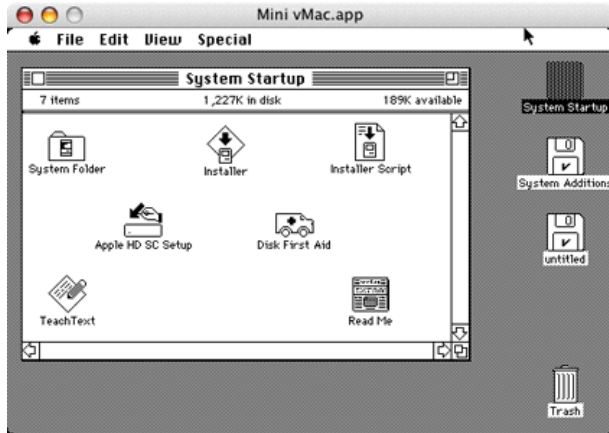 Mini vMac.app
File Edit View Special
System Startup
7 items 1,227K in disk 189K available
System Folder
Installer
Installer Script
Apple HD SC Setup
Disk First Aid
TeachText
Read Me
System Startup
System Additions
untitled
Trash